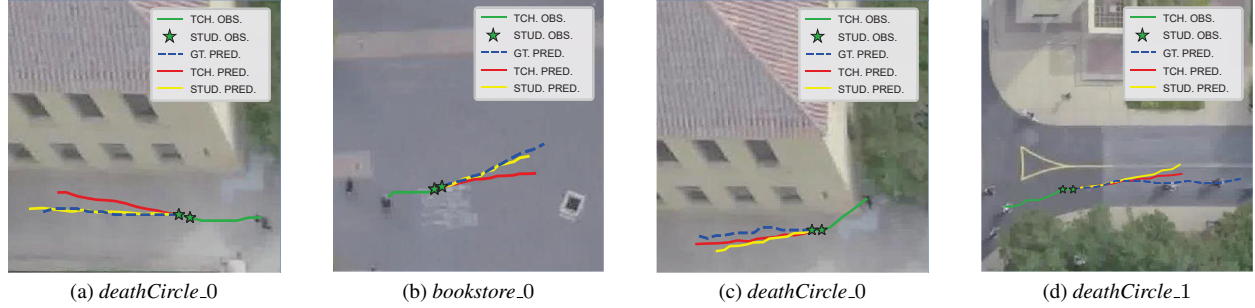 TCH. OBS.
STUD. OBS.
GT. PRED.
TCH. PRED.
STUD. PRED.
TCH. OBS.
STUD. OBS.
GT. PRED.
TCH. PRED.
STUD. PRED.
TCH. OBS.
STUD. OBS.
GT. PRED.
TCH. PRED.
STUD. PRED.
TCH. OBS.
STUD. OBS.
GT. PRED.
TCH. PRED.
STUD. PRED.
(a) deathCircle_0
(b) bookstore_0
(c) deathCircle_0
(d) deathCircle_1